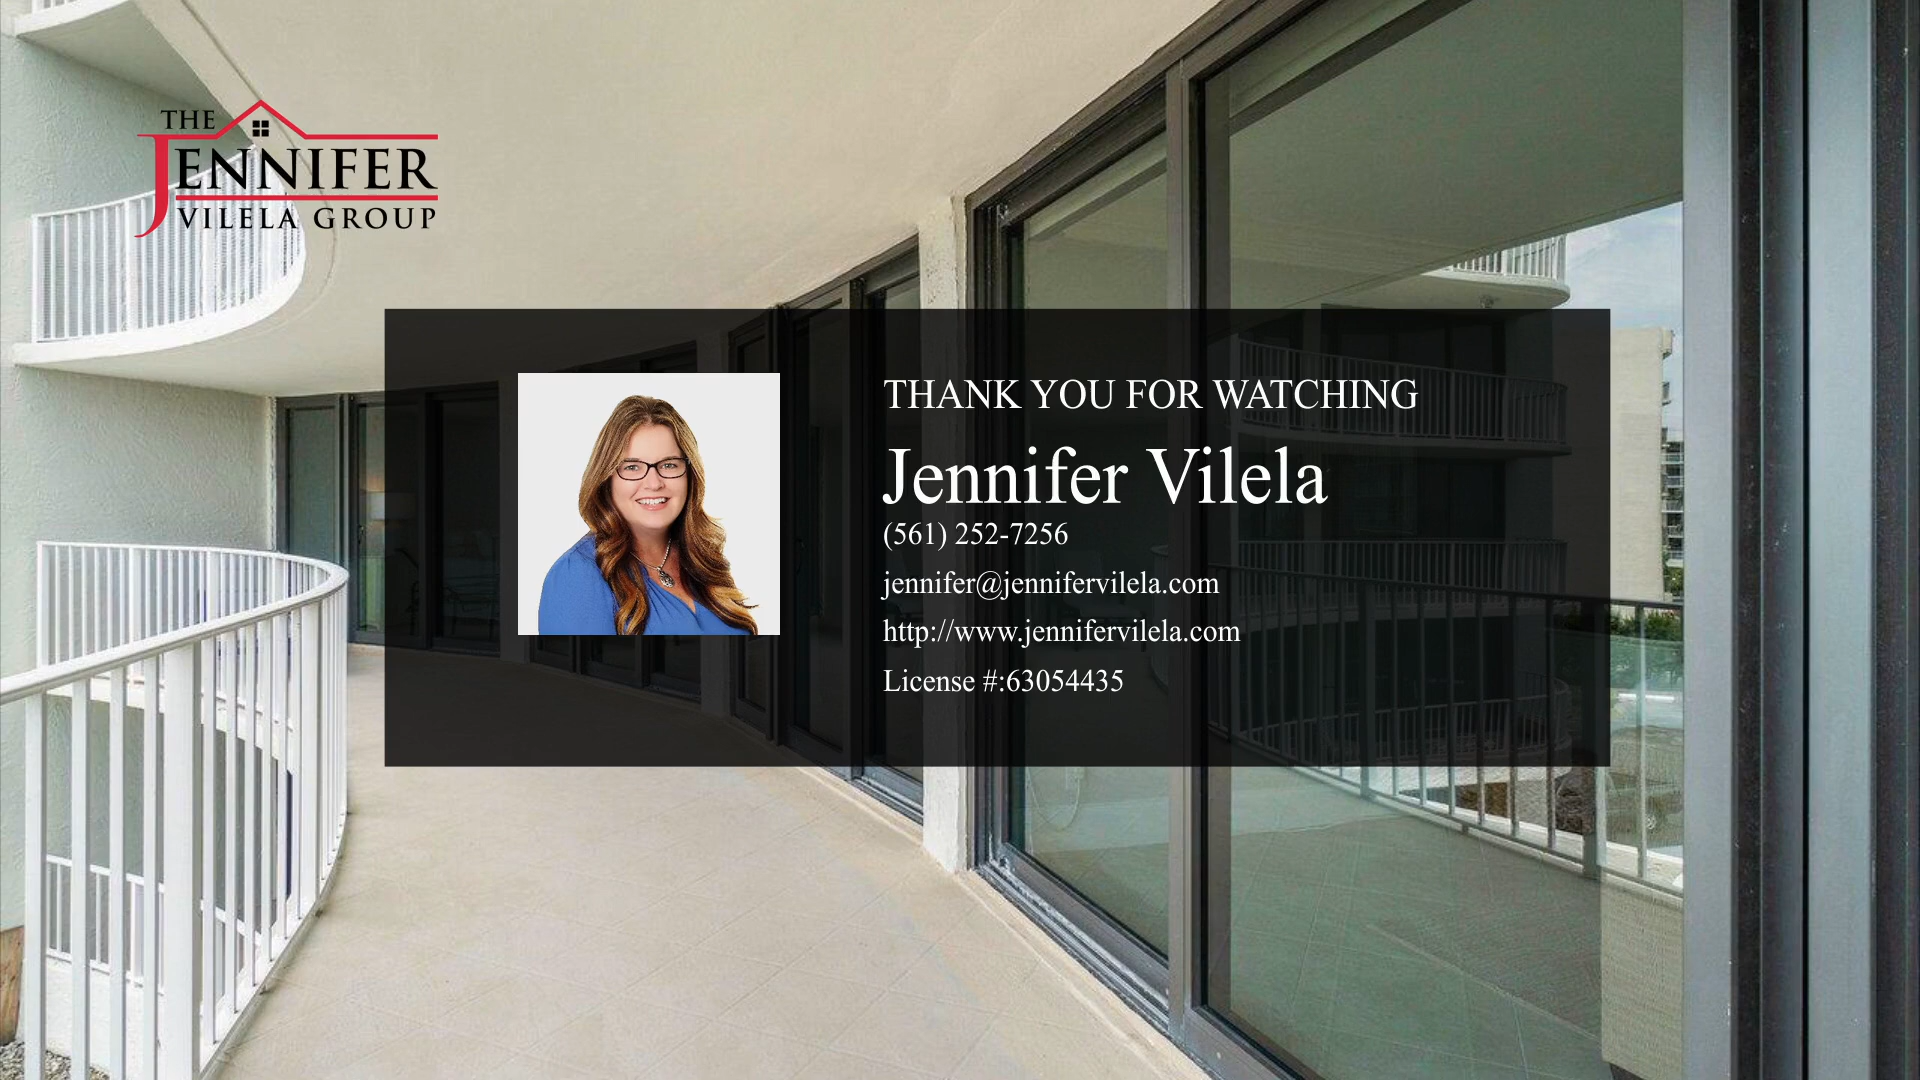 THE
JENNIFER
VILELA GROUP
THANK YOU FOR WATCHING
Jennifer Vilela
(561) 252-7256
jennifer@jennifervilela.com
http://www.jennifervilela.com
License #:63054435